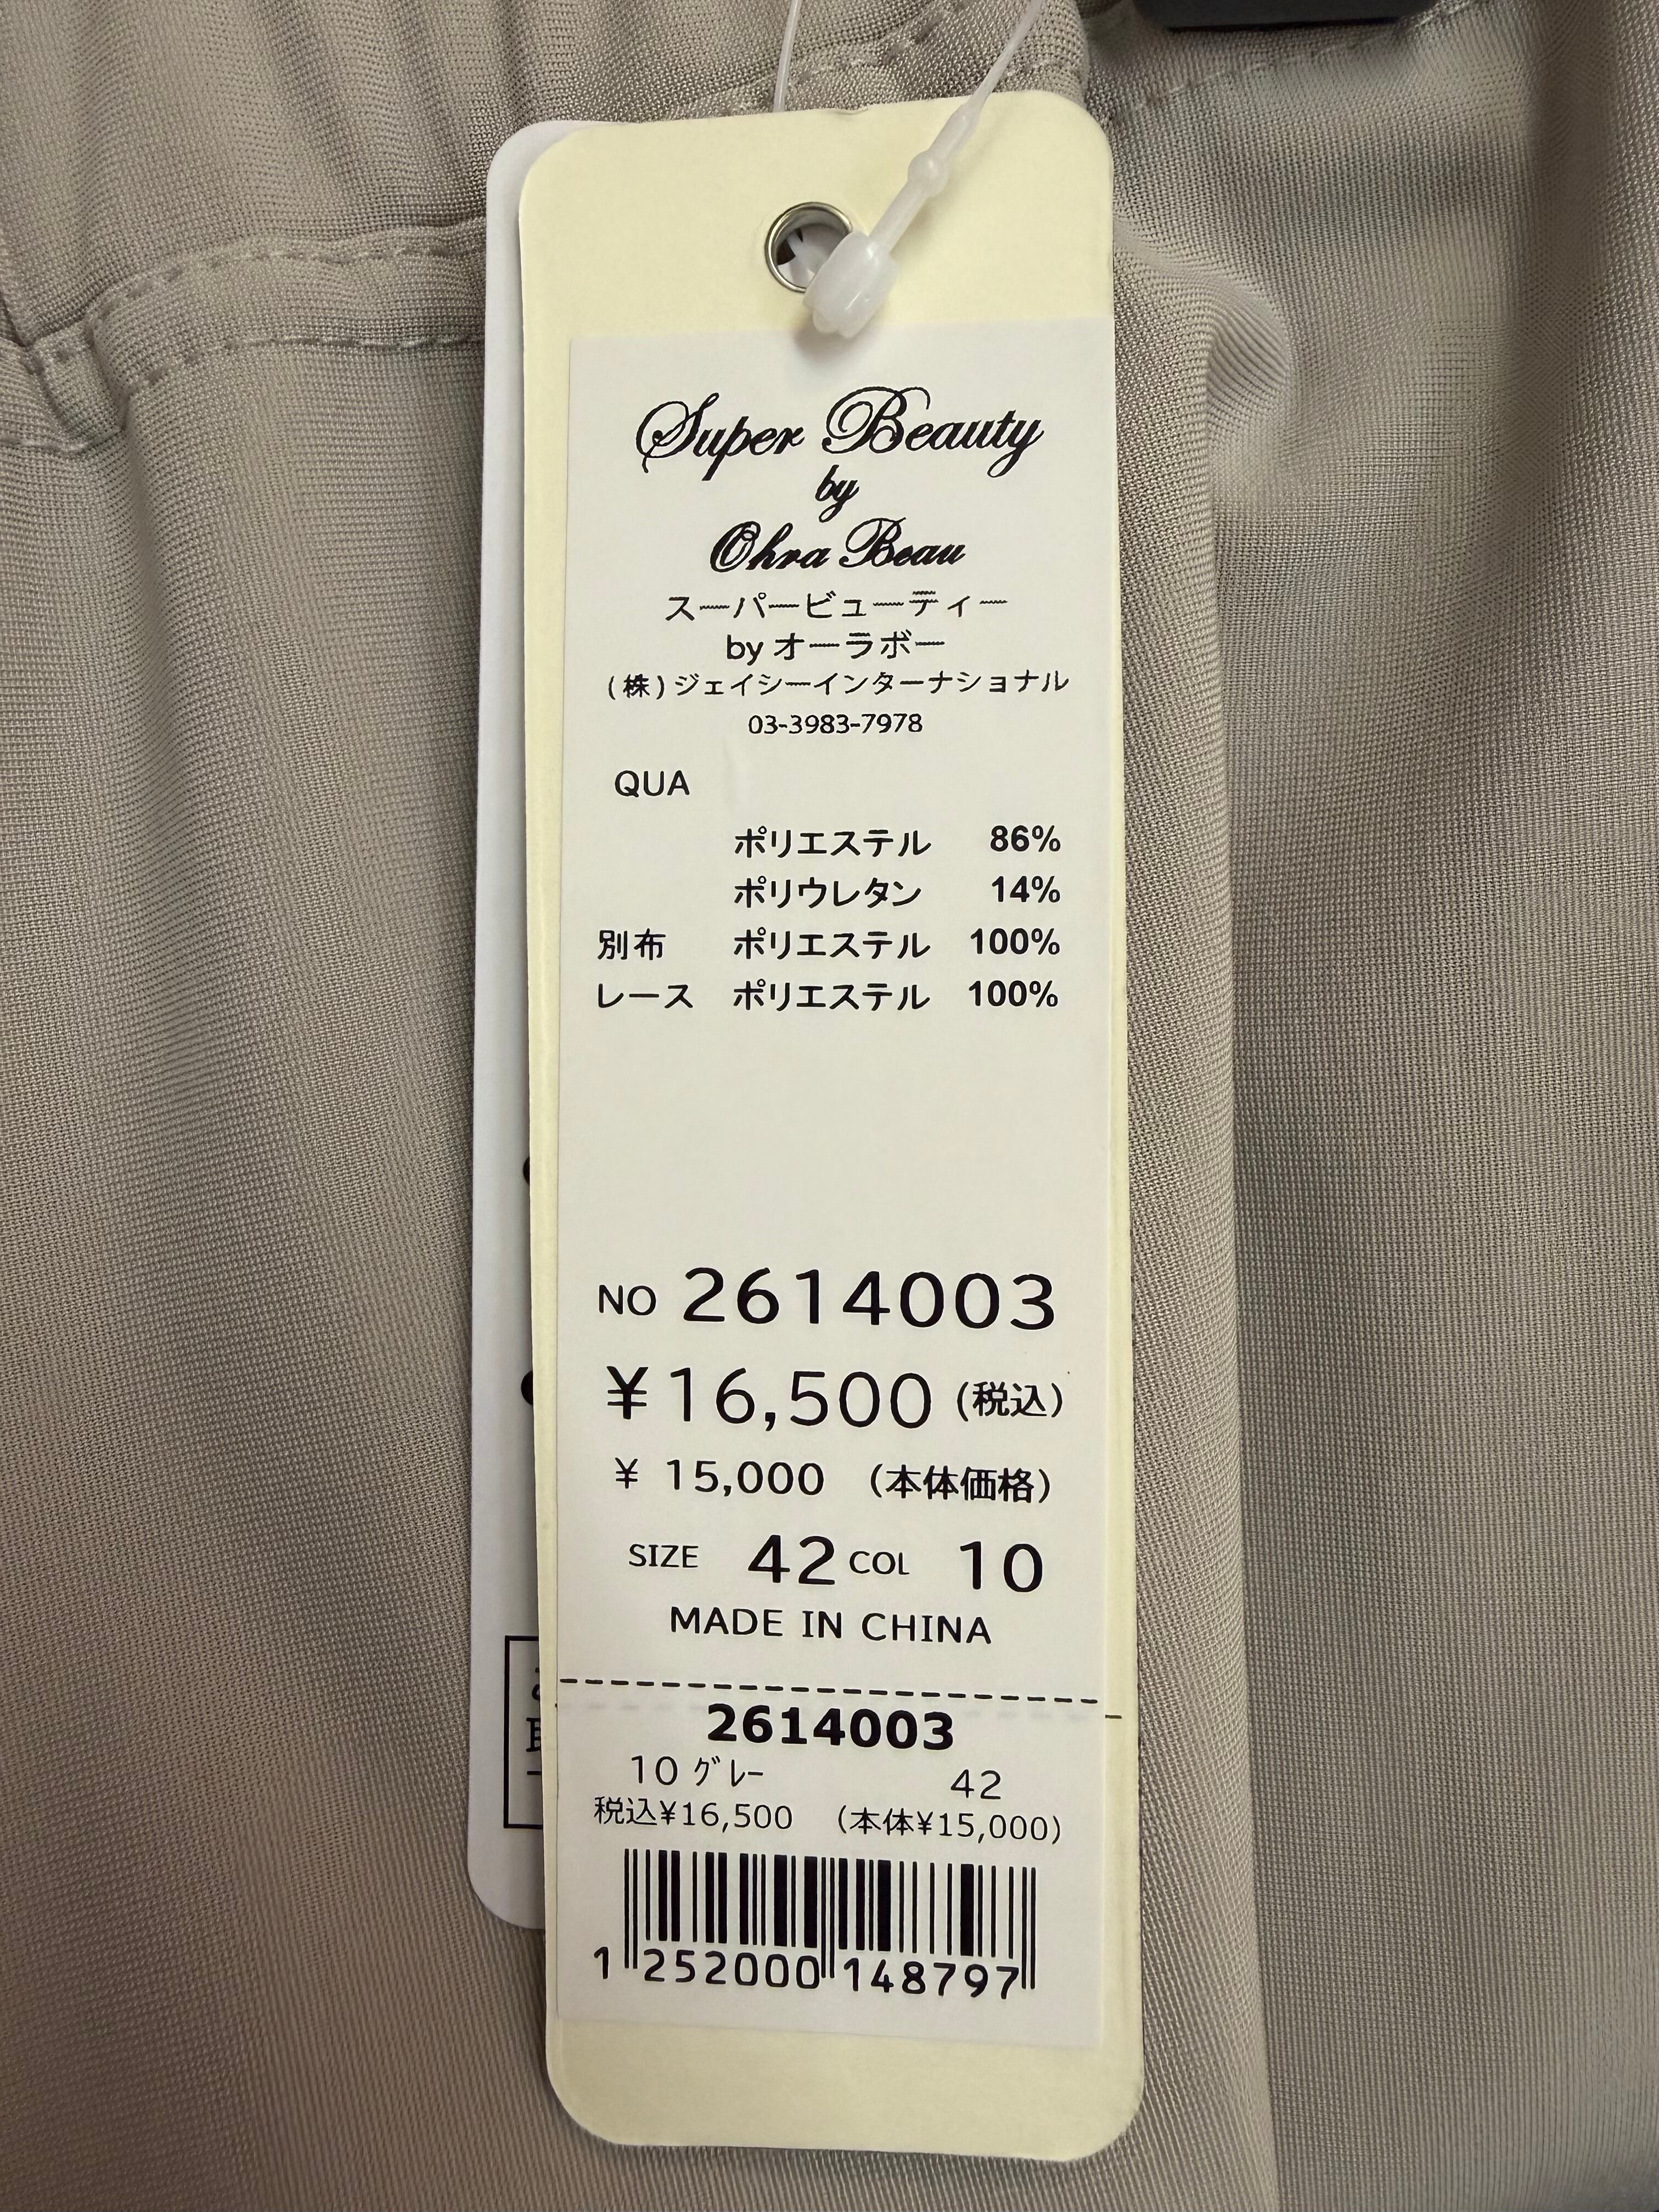 Super Beauty
by
Ohra Beau
スーパービューティー
by オーラボー
(株)ジェイシーインターナショナル
03-3983-7978
QUA
ポリエステル 86%
ポリウレタン 14%
別布 ポリエステル 100%
レース ポリエステル 100%
NO 2614003
¥16,500 (税込)
¥ 15,000 (本体価格)
SIZE 42 COL 10
MADE IN CHINA
2614003
10 ｸﾞﾚｰ 42
税込¥16,500 (本体¥15,000)
1 252000 148797